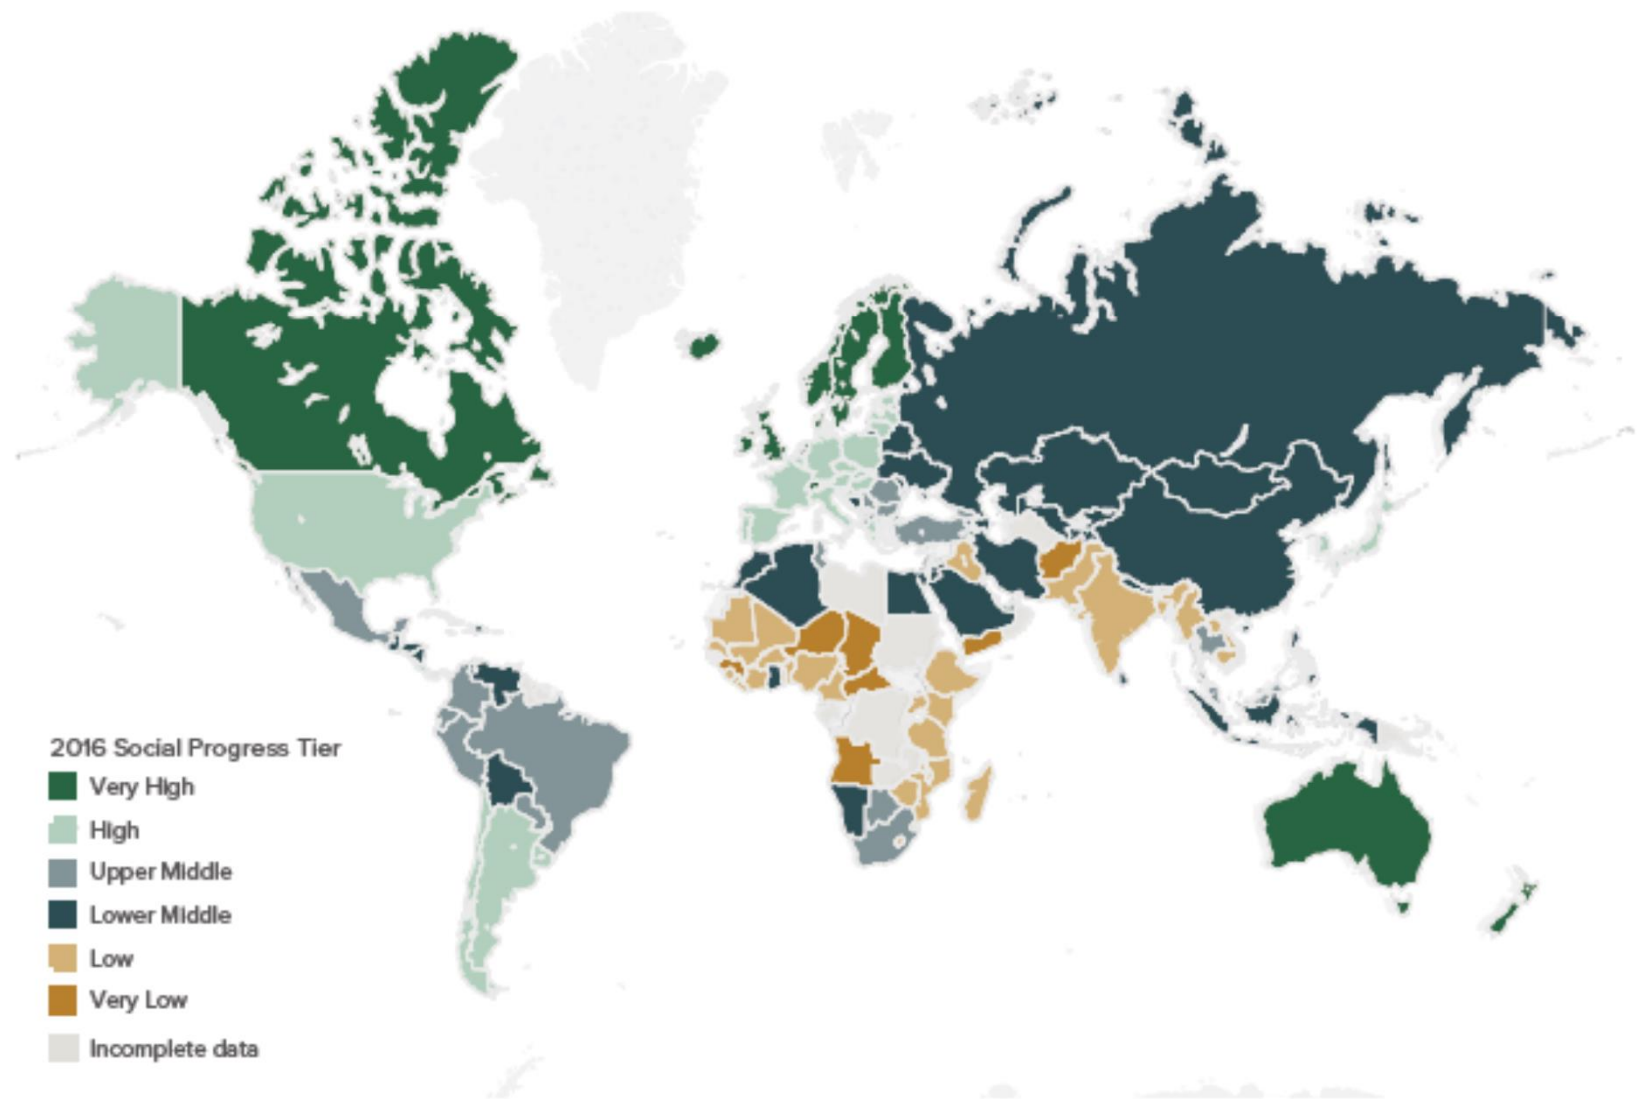 2016 Social Progress Tier
Very High
High
Upper Middle
Lower Middle
Low
Very Low
Incomplete data